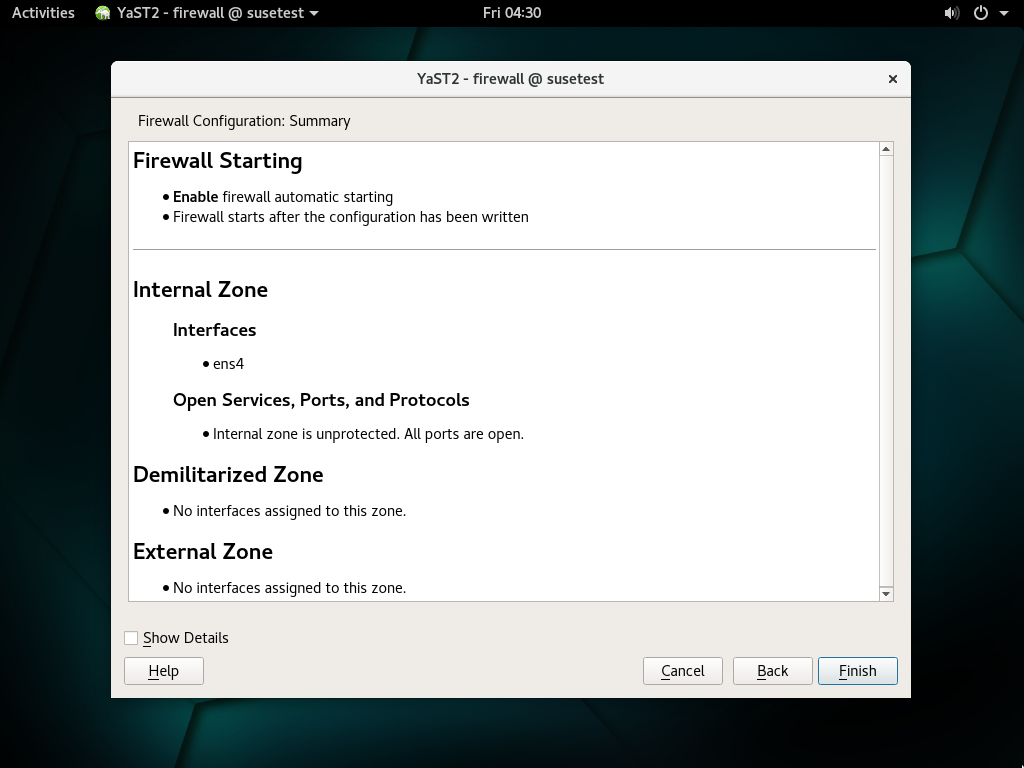 Activities YaST2 - firewall @ susetest Fri 04:30
YaST2 - firewall @ susetest
Firewall Configuration: Summary
Firewall Starting
Enable firewall automatic starting
Firewall starts after the configuration has been written
Internal Zone
Interfaces
ens4
Open Services, Ports, and Protocols
Internal zone is unprotected. All ports are open.
Demilitarized Zone
No interfaces assigned to this zone.
External Zone
No interfaces assigned to this zone.
Show Details
Help Cancel Back Finish